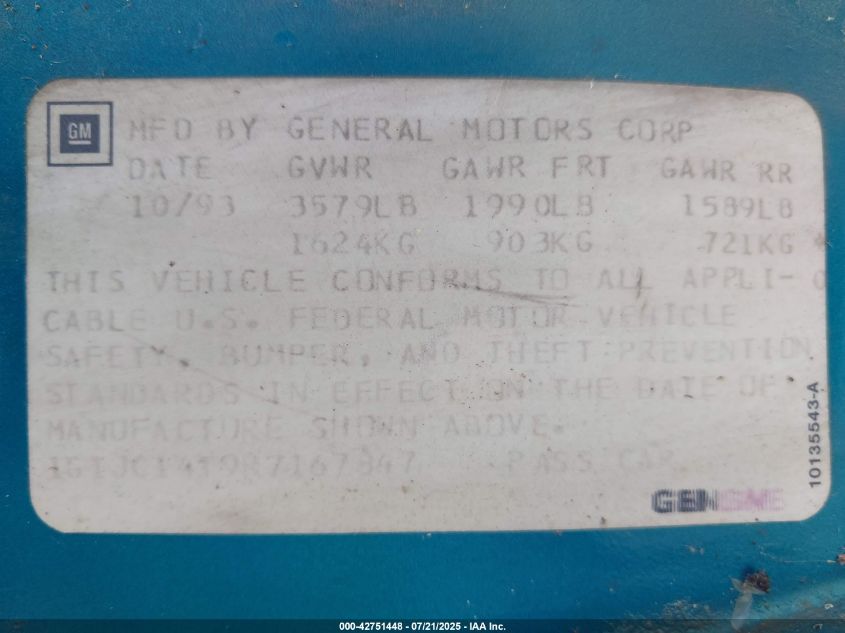 GM
MFD BY GENERAL MOTORS CORP
DATE GVWR GAWR FRT GAWR RR
10/93 3579LB 1990LB 1589LB
1624KG 903KG 721KG
THIS VEHICLE CONFORMS TO ALL APPLI-
CABLE U.S. FEDERAL MOTOR VEHICLE
SAFETY, BUMPER, AND THEFT PREVENTION
STANDARDS IN EFFECT ON THE DATE OF
MANUFACTURE SHOWN ABOVE.
PASS CAR
GEN GME
10135543-A
000-42751448 - 07/21/2025 - IAA Inc.